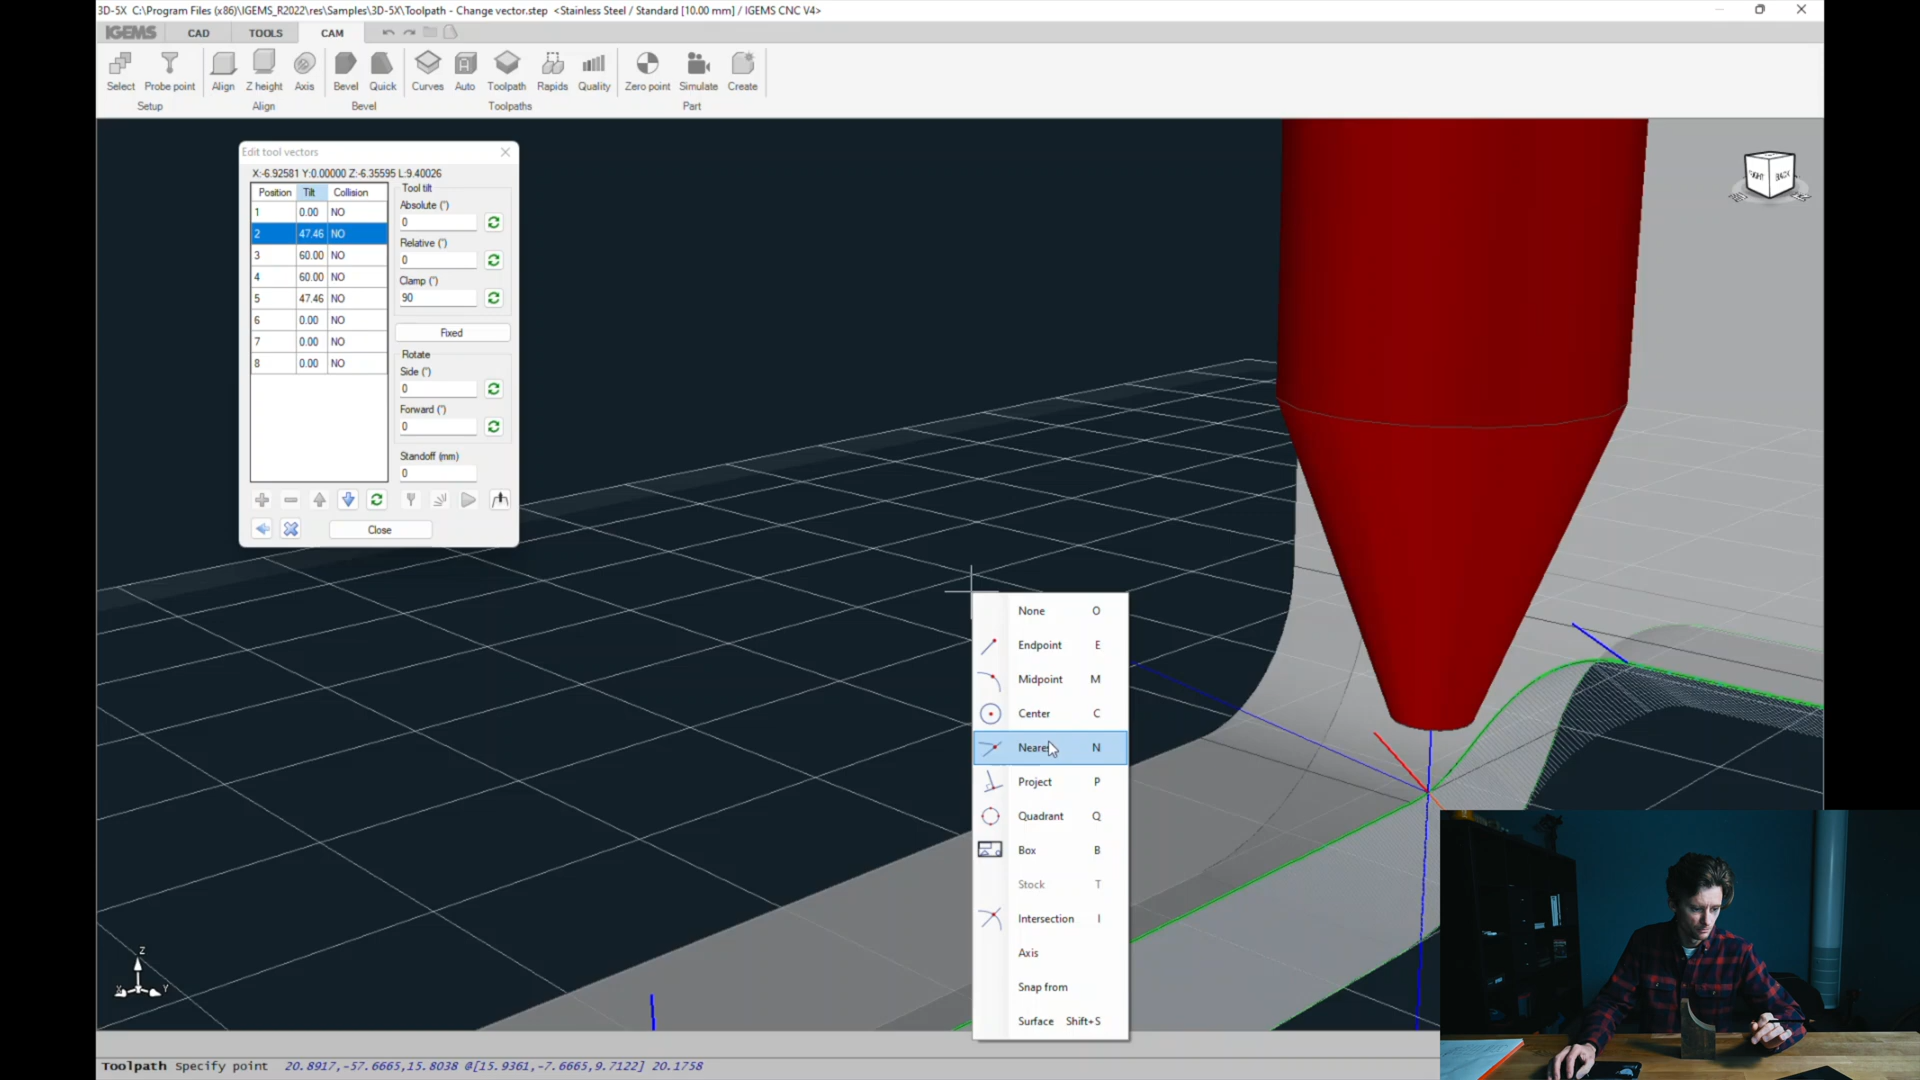 3D-5X C:\Program Files (x86)\IGEMS_R2022\res\Samples\3D-5X\Toolpath - Change vector.step <Stainless Steel / Standard [10.00 mm] / IGEMS CNC V4>
IGEMS CAD TOOLS CAM
Select Probe point Align Z height Axis Bevel Quick Curves Auto Toolpath Rapids Quality Zero point Simulate Create
Setup Align Bevel Toolpaths Part
Edit tool vectors
X:-6.92581 Y:0.00000 Z:-6.35595 L:9.40026
Position Tilt Collision
1 0.00 NO
2 47.46 NO
3 60.00 NO
4 60.00 NO
5 47.46 NO
6 0.00 NO
7 0.00 NO
8 0.00 NO
Tool tilt
Absolute (°)
0
Relative (°)
0
Clamp (°)
90
Fixed
Rotate
Side (°)
0
Forward (°)
0
Standoff (mm)
0
Close
BACK
None O
Endpoint E
Midpoint M
Center C
Neares N
Project P
Quadrant Q
Box B
Stock T
Intersection I
Axis
Snap from
Surface Shift+S
Z
X Y
Toolpath Specify point 20.8917,-57.6665,15.8038 @[15.9361,-7.6665,9.7122] 20.1758